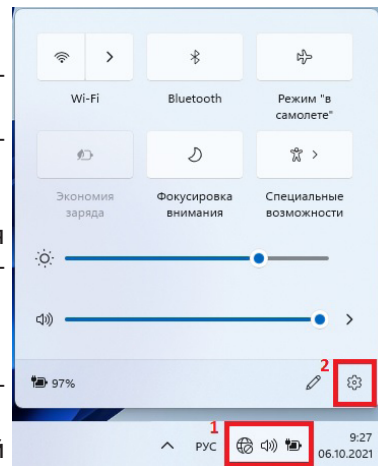 Wi-Fi
Bluetooth
Режим "в
самолете"
Экономия
заряда
Фокусировка
внимания
Специальные
возможности
я
97%
2
1
й
РУС
9:27
06.10.2021